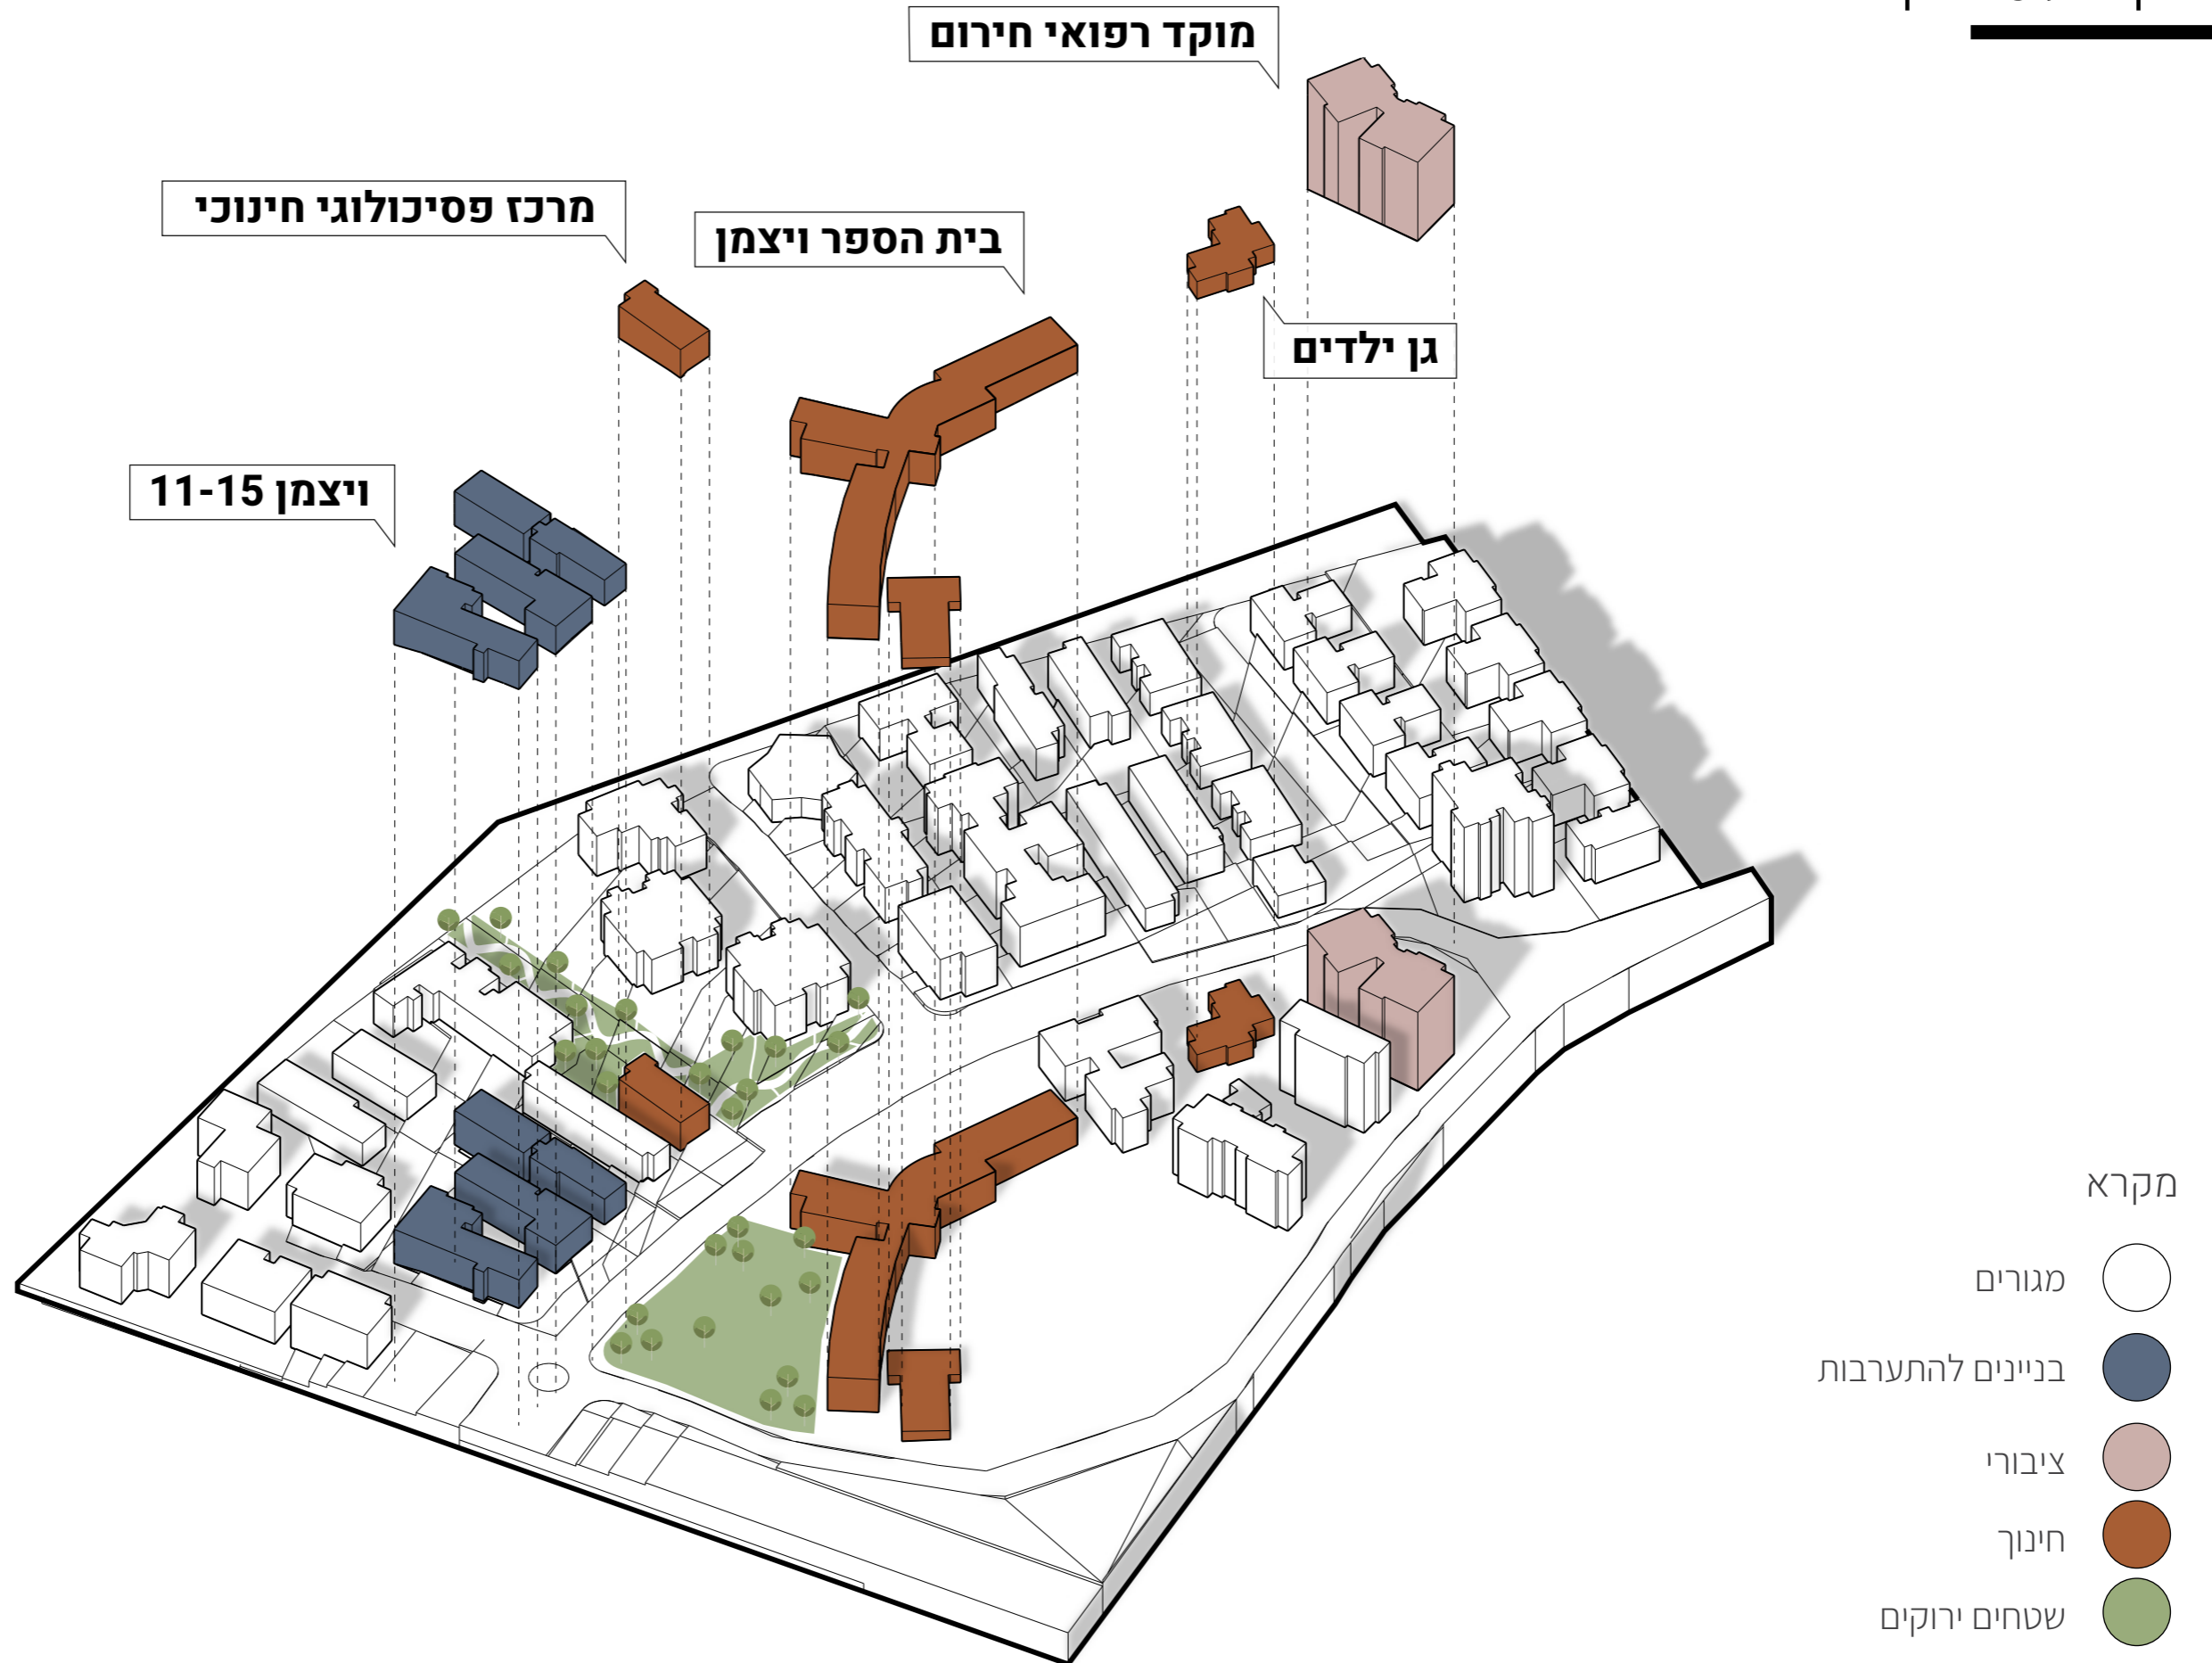 מוקד רפואי חירום
מרכז פסיכולוגי חינוכי
בית הספר ויצמן
גן ילדים
ויצמן 11-15
מקרא
מגורים
בניינים להתערבות
ציבורי
חינוך
שטחים ירוקים